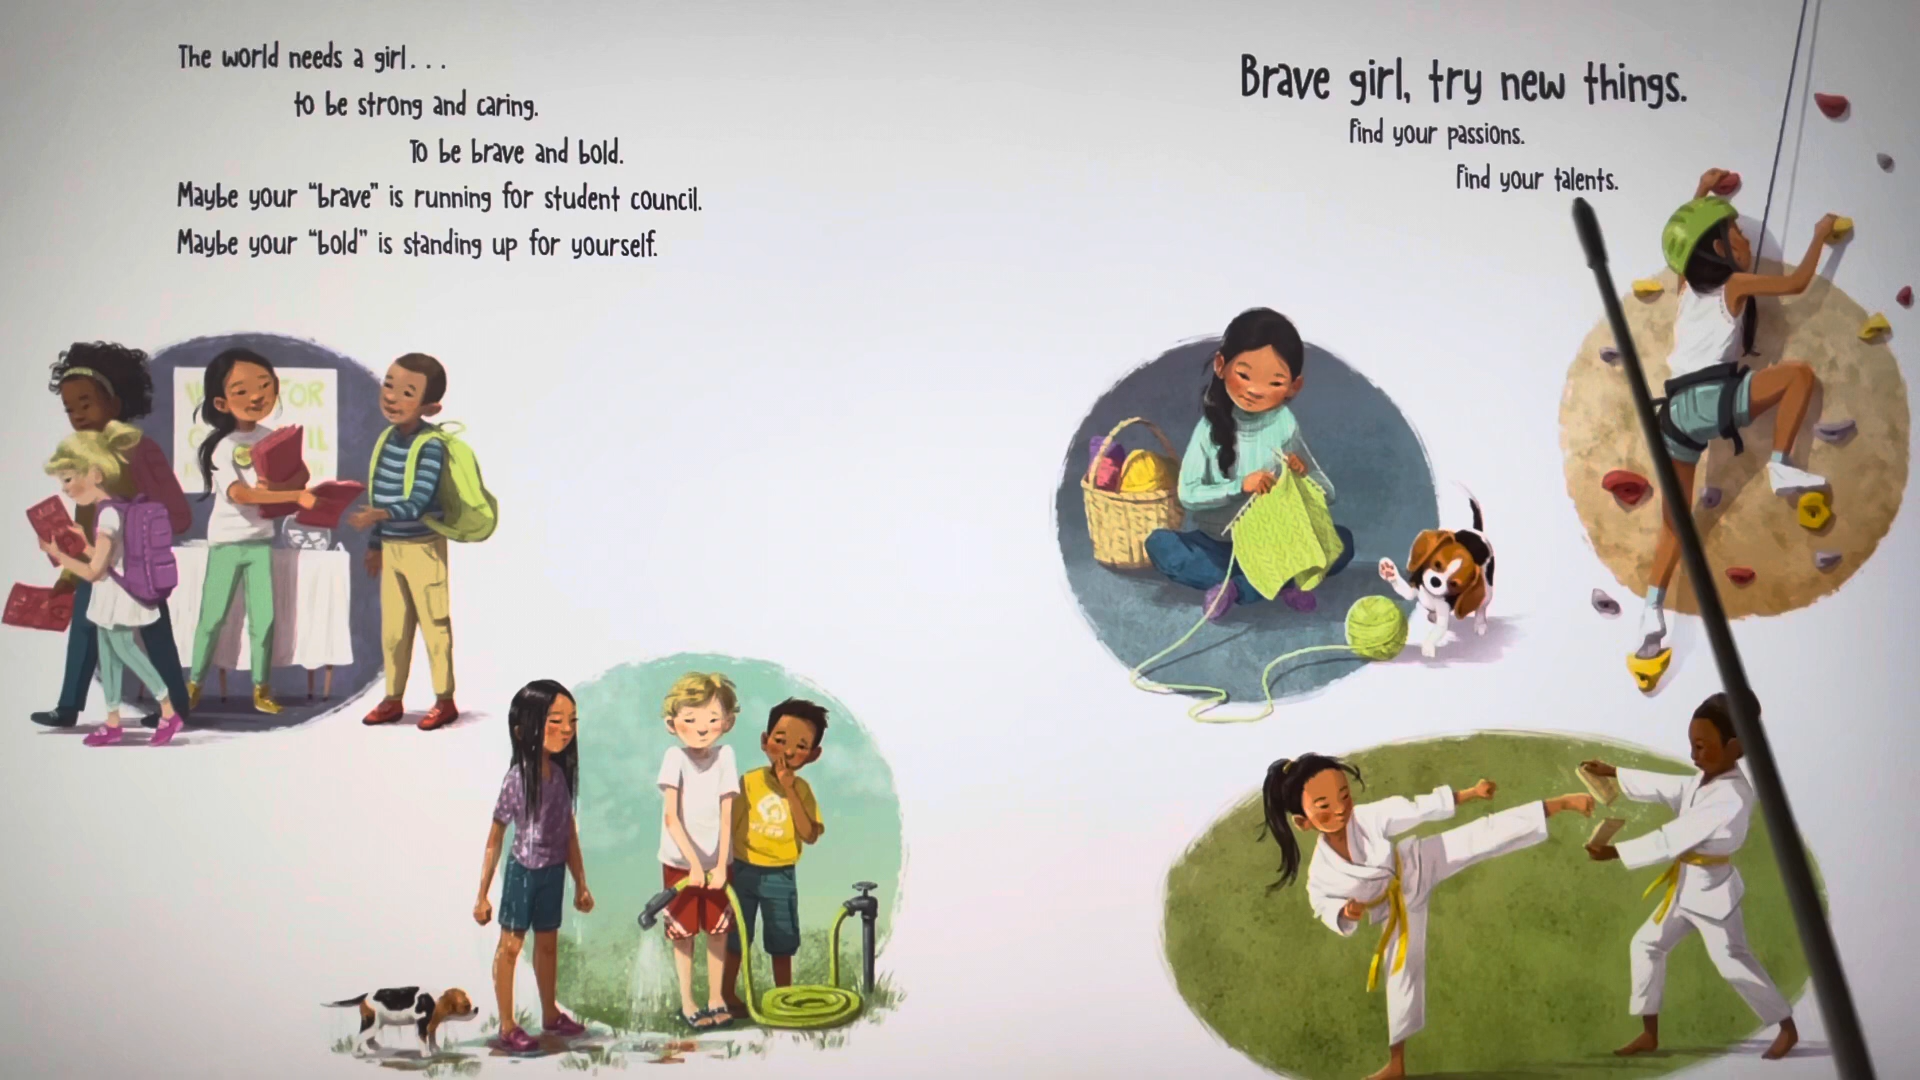 The world needs a girl...
to be strong and caring.
To be brave and bold.
Maybe your "brave" is running for student council.
Maybe your "bold" is standing up for yourself.
Brave girl, try new things.
Find your passions.
Find your talents.
FOR
IL